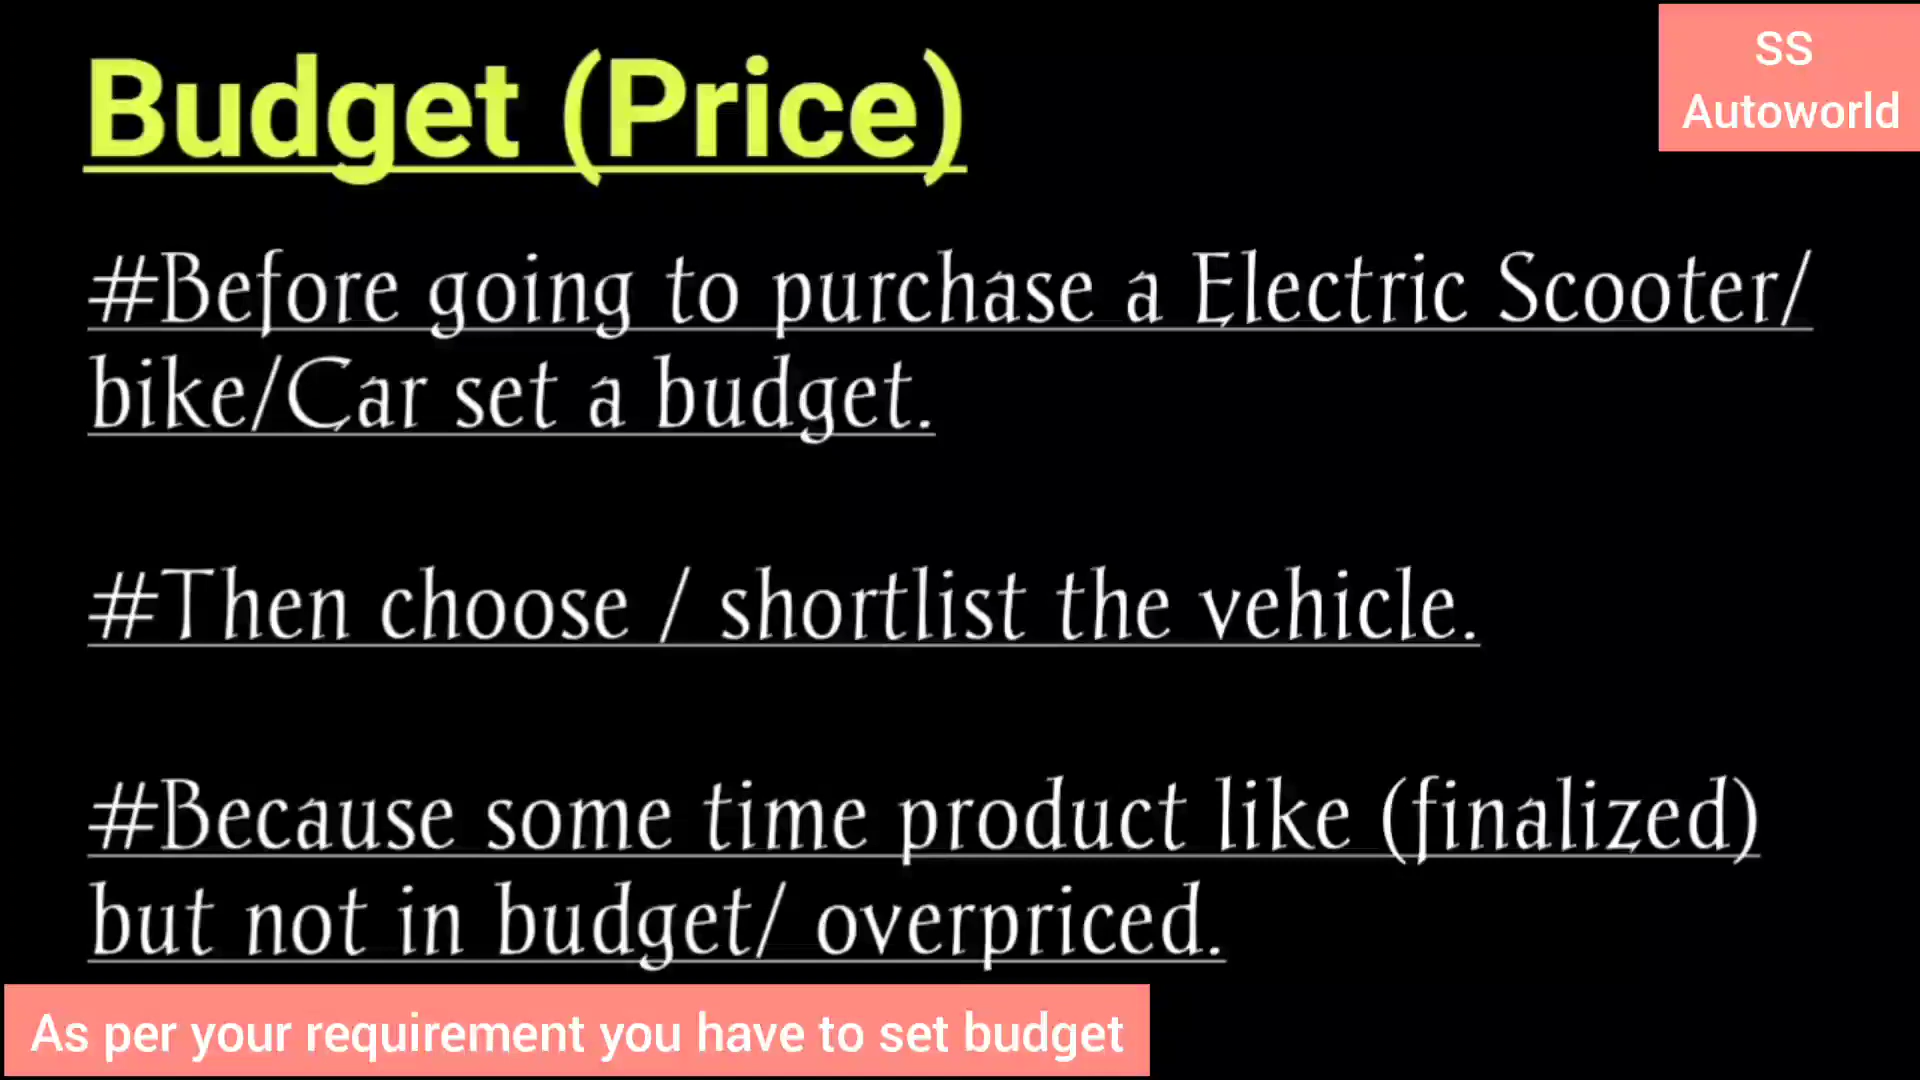 Budget (Price)
SS
Autoworld
#Before going to purchase a Electric Scooter/
bike/Car set a budget.
#Then choose / shortlist the vehicle.
#Because some time product like (finalized)
but not in budget/ overpriced.
As per your requirement you have to set budget